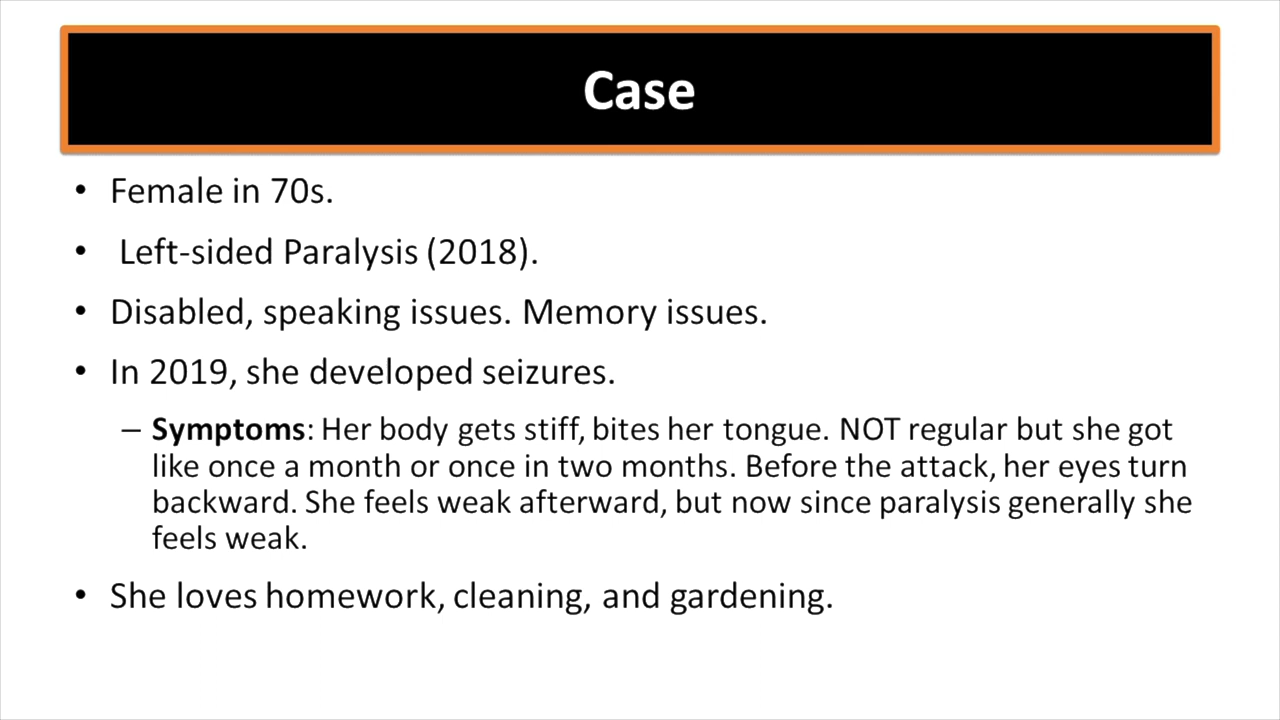 Case
• Female in 70s.
• Left-sided Paralysis (2018).
• Disabled, speaking issues. Memory issues.
• In 2019, she developed seizures.
– Symptoms: Her body gets stiff, bites her tongue. NOT regular but she got
like once a month or once in two months. Before the attack, her eyes turn
backward. She feels weak afterward, but now since paralysis generally she
feels weak.
• She loves homework, cleaning, and gardening.